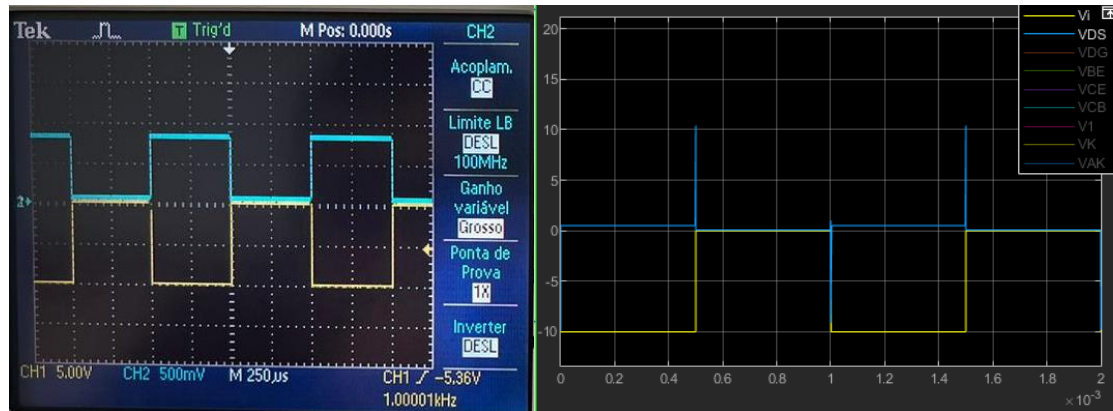 Tek
T Trig'd
M Pos: 0.000s
CH2
Acoplam.
CC
Limite LB
DESL
100MHz
Ganho
variável
Grosso
Ponta de
Prova
1X
Inverter
DESL
2
CH1 5.00V
CH2 500mV
M 250µs
CH1
-5.36V
1.00001kHz
Vi
VDS
VDG
VBE
VCE
VCB
V1
VK
VAK
20
15
10
5
0
-5
-10
0
0.2
0.4
0.6
0.8
1
1.2
1.4
1.6
1.8
2
×10⁻³